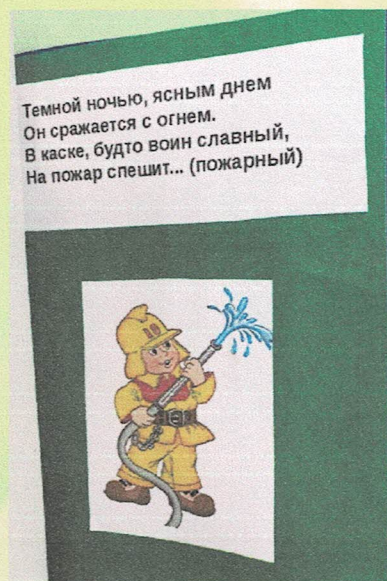 Темной ночью, ясным днем
Он сражается с огнем.
В каске, будто воин славный,
На пожар спешит... (пожарный)